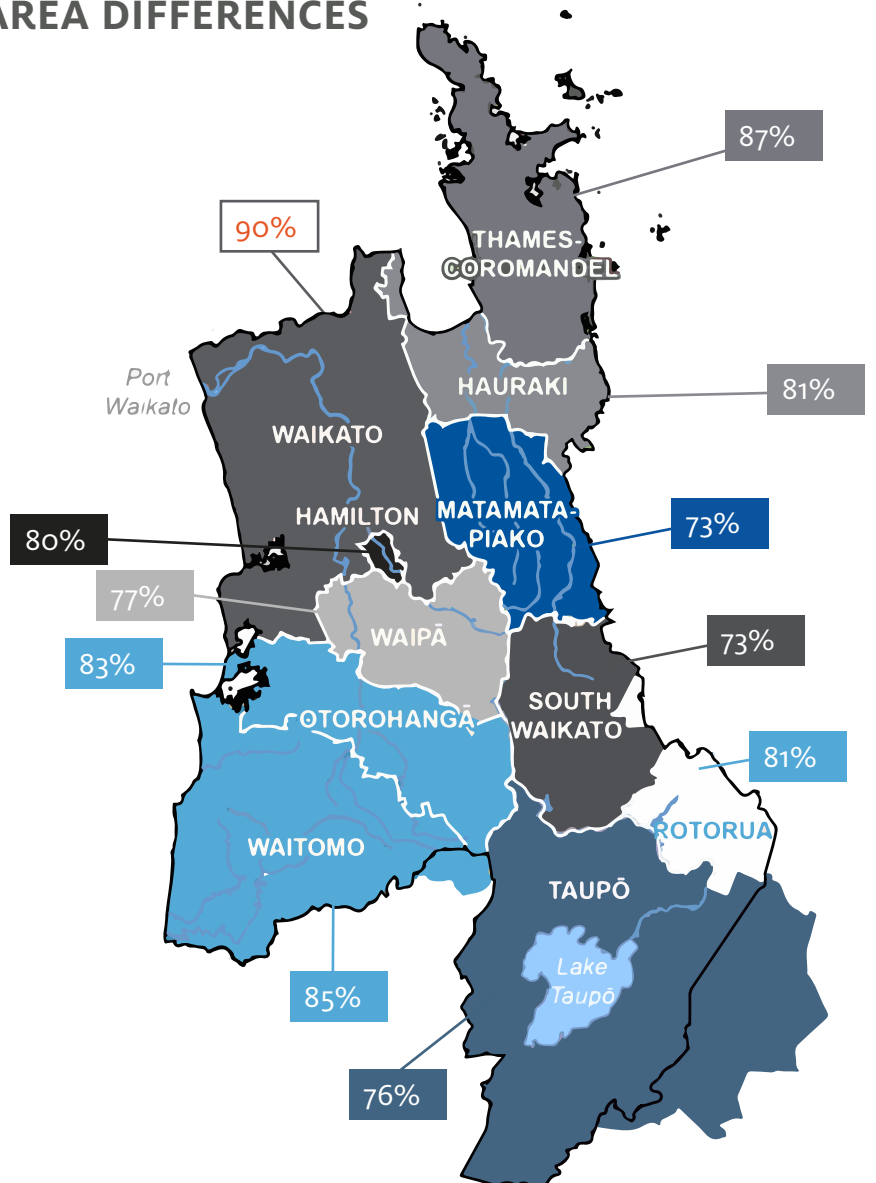 AREA DIFFERENCES
87%
90%
THAMES-
COROMANDEL
Port
Waikato
HAURAKI
81%
WAIKATO
HAMILTON
MATAMATA-
PIAKO
73%
80%
77%
WAIPĀ
73%
83%
SOUTH
WAIKATO
OTOROHANGĀ
81%
ROTORUA
WAITOMO
TAUPŌ
Lake
Taupō
85%
76%